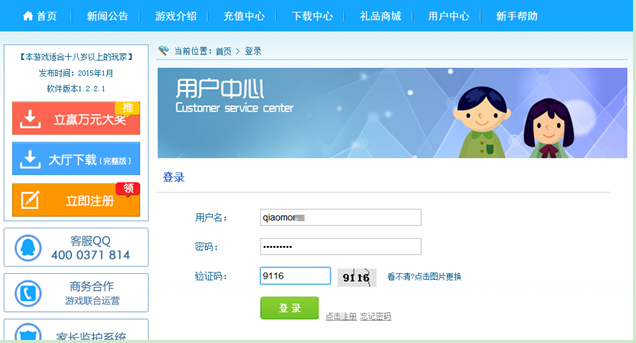 首页 新闻公告 游戏介绍 充值中心 下载中心 礼品商城 用户中心 新手帮助
【本游戏适合十八岁以上的玩家】
发布时间：2015年1月
软件版本1.2.2.1
推
立赢万元大奖
大厅下载（完整版）
领
立即注册
客服QQ
400 0371 814
商务合作
游戏联合运营
家长监护系统
当前位置：首页 > 登录
用户中心
Customer service center
登录
用户名： qiaomor
密码： •••••••••
验证码： 9116 9116 看不清?点击图片更换
登 录 点击注册 忘记密码